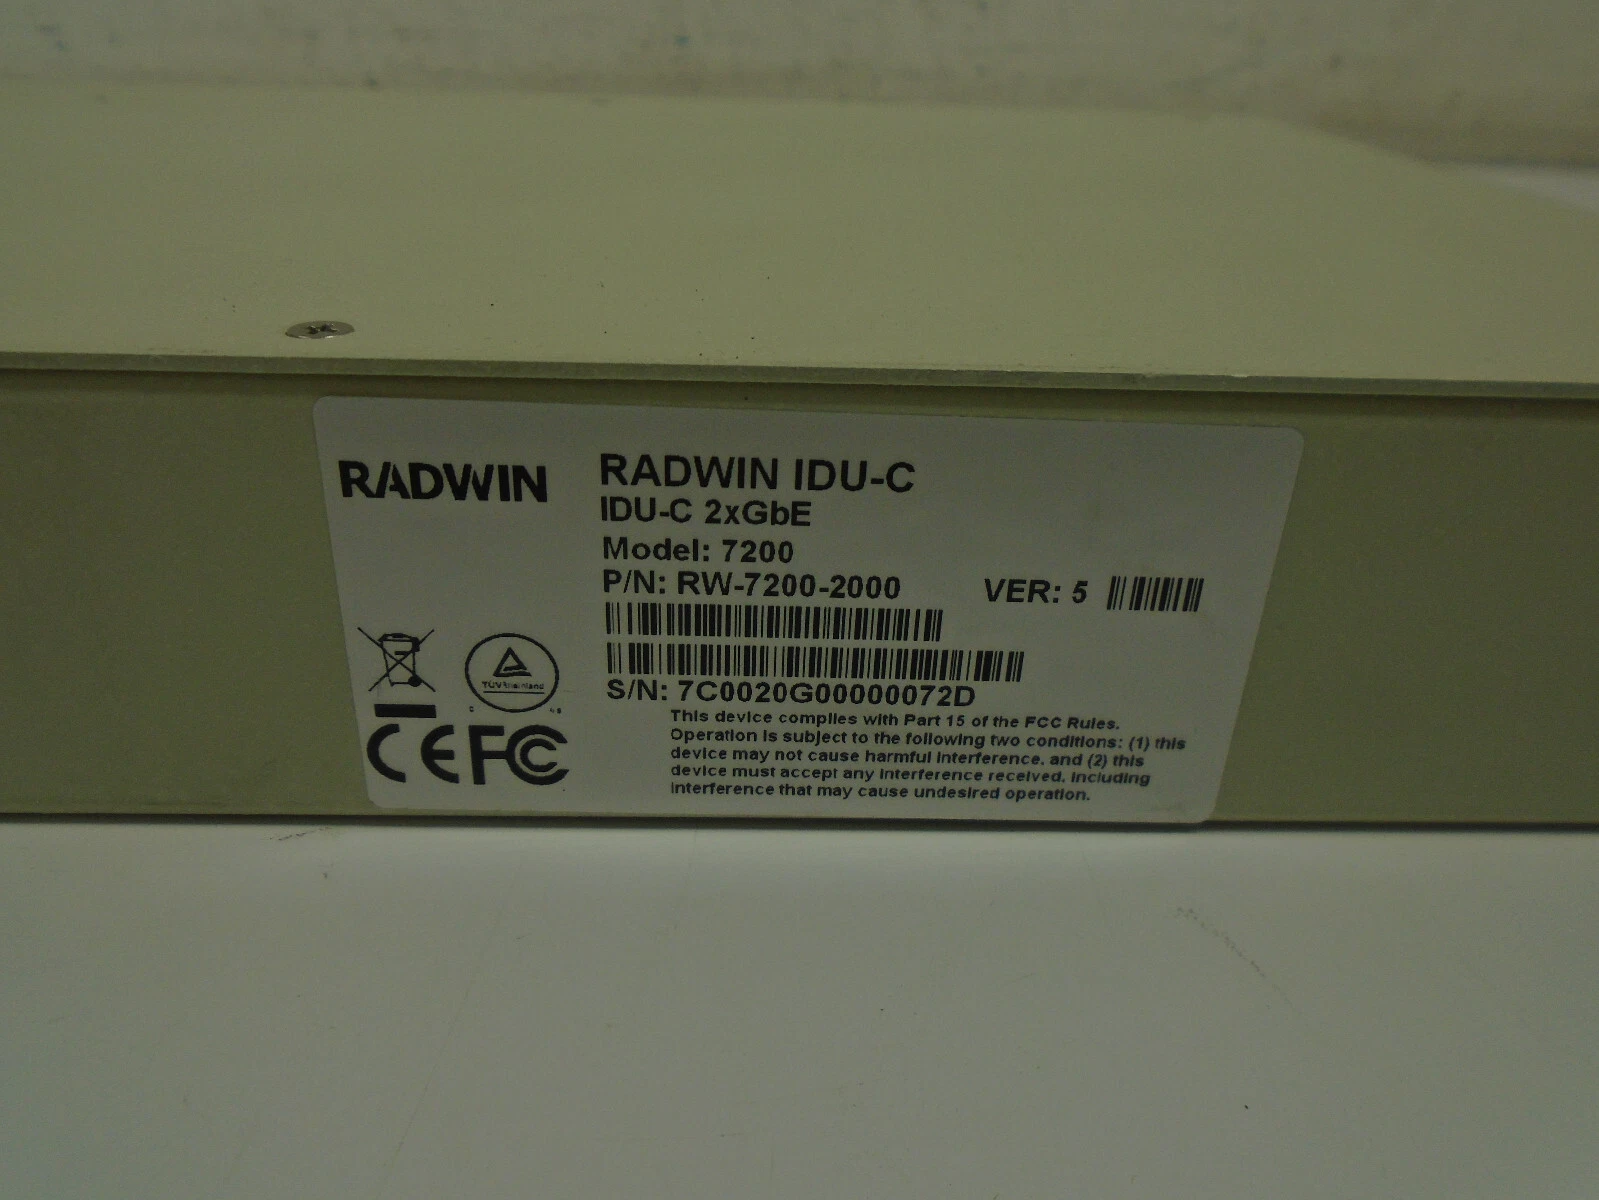 RADWIN
RADWIN IDU-C
IDU-C 2xGbE
Model: 7200
P/N: RW-7200-2000 VER: 5
S/N: 7C0020G00000072D
TÜVRheinland
CE FC
This device complies with Part 15 of the FCC Rules.
Operation is subject to the following two conditions: (1) this
device may not cause harmful interference. and (2) this
device must accept any interference received. including
interference that may cause undesired operation.